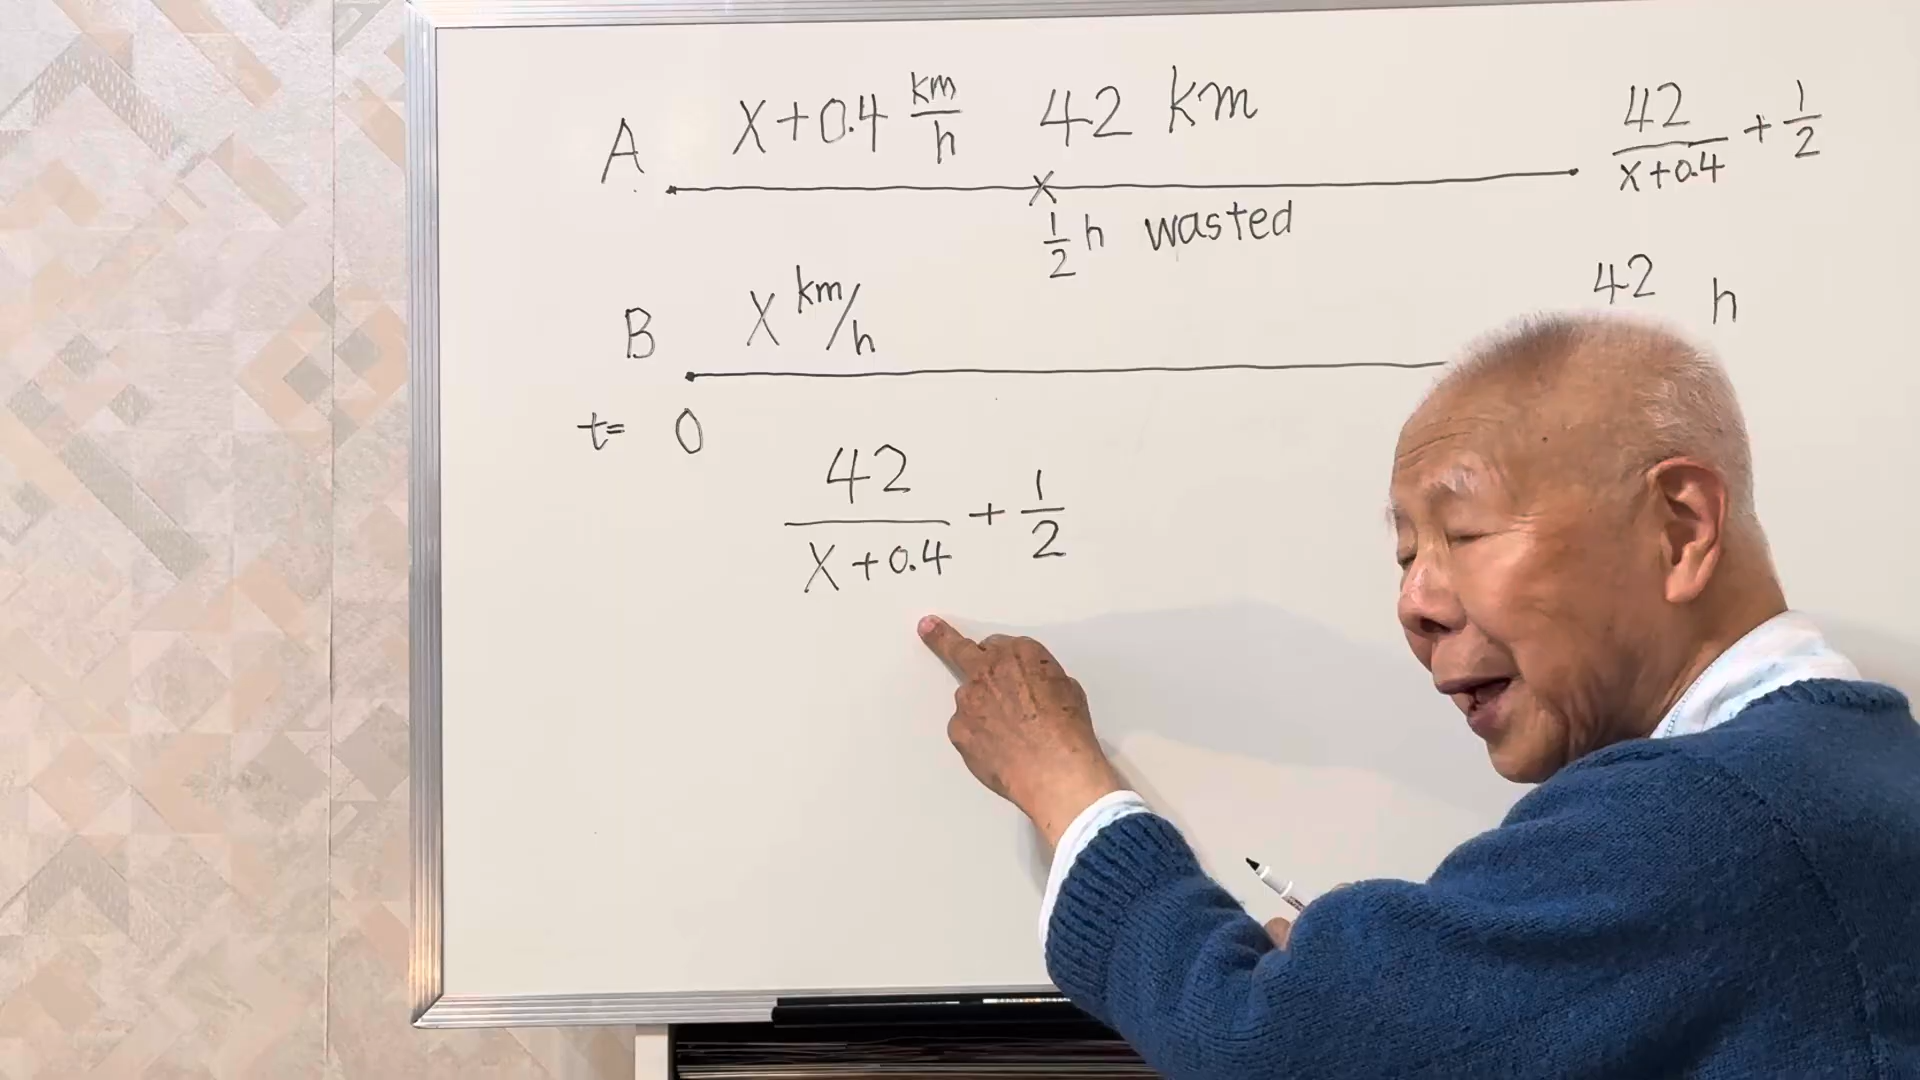 A x+0.4 km/h 42 km 42/(x+0.4) + 1/2
x
1/2 h wasted
B x km/h 42 h
t= 0
42/(x+0.4) + 1/2